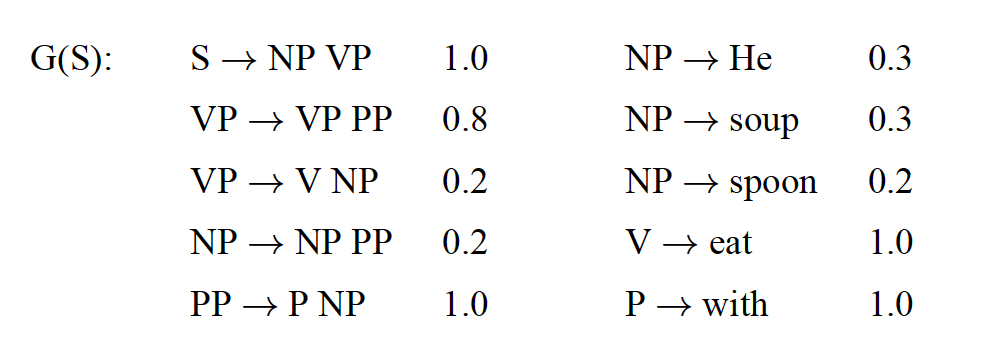 G(S): S → NP VP 1.0 NP → He 0.3
VP → VP PP 0.8 NP → soup 0.3
VP → V NP 0.2 NP → spoon 0.2
NP → NP PP 0.2 V → eat 1.0
PP → P NP 1.0 P → with 1.0